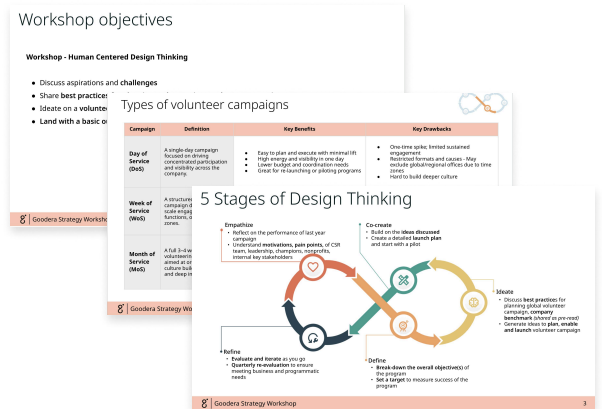 Workshop objectives
Workshop - Human Centered Design Thinking
• Discuss aspirations and challenges
• Share best practices
• Ideate on a volunte
• Land with a basic ou
Goodera Strategy Worksho
Types of volunteer campaigns
Campaign Definition Key Benefits Key Drawbacks
Day of
Service
(DoS)
A single-day campaign
focused on driving
concentrated participation
and visibility across the
company.
• Easy to plan and execute with minimal lift
• High energy and visibility in one day
• Lower budget and coordination needs
• Great for re-launching or piloting programs
• One-time spike; limited sustained
engagement
• Restricted formats and causes - May
exclude global/regional offices due to time
zones
• Hard to build deeper culture
Week of
Service
(WoS)
A structured
campaign d
scale engag
functions, o
zones.
Month of
Service
(MoS)
A full 3–4 w
volunteering
aimed at or
culture buil
and deep in
Goodera Strategy Wo
5 Stages of Design Thinking
Empathize
• Reflect on the performance of last year
campaign
• Understand motivations, pain points, of CSR
team, leadership, champions, nonprofits,
internal key stakeholders
Co-create
• Build on the ideas discussed
• Create a detailed launch plan
and start with a pilot
Ideate
• Discuss best practices for
planning global volunteer
campaign, company
benchmark (shared as pre-read)
• Generate ideas to plan, enable
and launch volunteer campaign
Refine
• Evaluate and iterate as you go
• Quarterly re-evaluation to ensure
meeting business and programmatic
needs
Define
• Break-down the overall objective(s) of
the program
• Set a target to measure success of the
program
Goodera Strategy Workshop
3